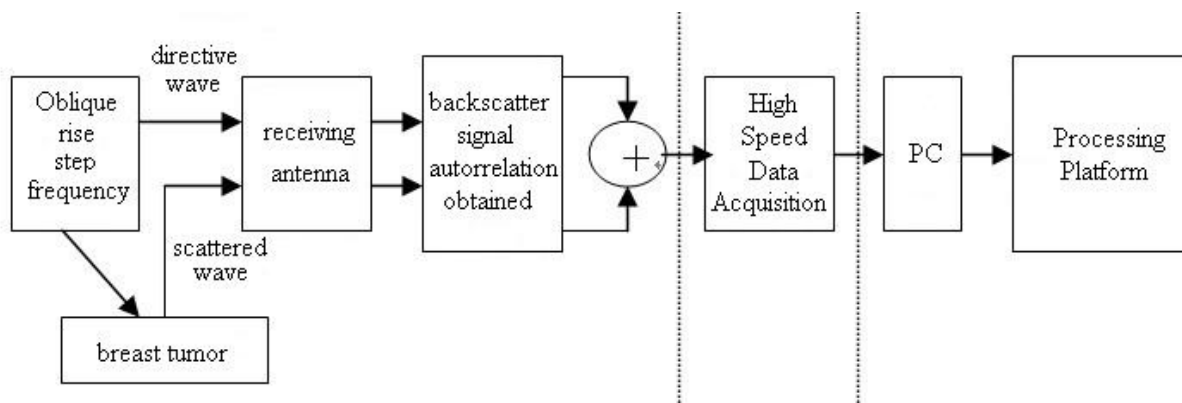 directive
wave
Oblique
rise
step
frequency
receiving
antenna
backscatter
signal
autorrelation
obtained
+
High
Speed
Data
Acquisition
PC
Processing
Platform
scattered
wave
breast tumor